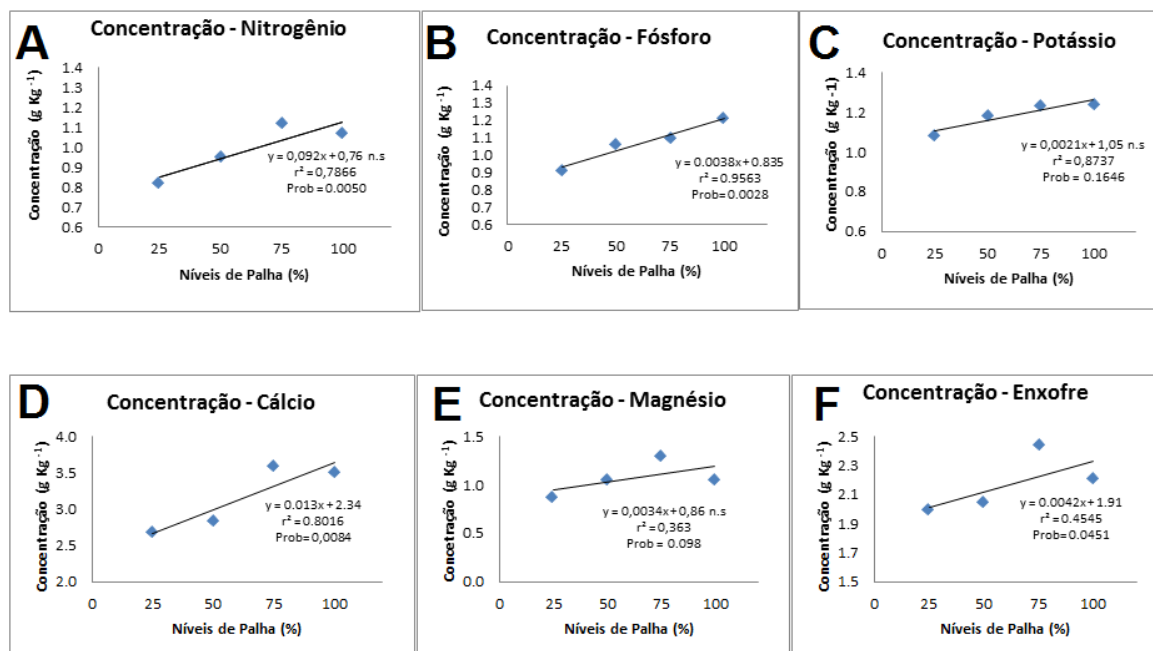 A
Concentração - Nitrogênio
Concentração (g Kg -1)
1.4
1.3
1.2
1.1
1.0
0.9
0.8
0.7
0.6
y = 0,092x + 0,76 n.s
r² = 0,7866
Prob = 0.0050
0 25 50 75 100
Níveis de Palha (%)
B
Concentração - Fósforo
Concentração (g Kg -1)
1.4
1.3
1.2
1.1
1.0
0.9
0.8
0.7
0.6
y = 0.0038x + 0.835
r² = 0.9563
Prob= 0.0028
0 25 50 75 100
Níveis de Palha (%)
C
Concentração - Potássio
Concentração (g Kg-1)
1.4
1.2
1.0
0.8
0.6
y = 0,0021x + 1,05 n.s
r² = 0,8737
Prob = 0.1646
0 25 50 75 100
Níveis de Palha (%)
D
Concentração - Cálcio
Concentração (g Kg -1)
4.0
3.5
3.0
2.5
2.0
y = 0.013x + 2.34
r² = 0.8016
Prob= 0,0084
0 25 50 75 100
Níveis de Palha (%)
E
Concentração - Magnésio
Concetração (g Kg -1)
1.5
1.0
0.5
0.0
y = 0,0034x + 0,86 n.s
r² = 0,363
Prob = 0.098
0 25 50 75 100
Níveis de Palha (%)
F
Concentração - Enxofre
Concentração (g Kg -1)
2.5
2.3
2.1
1.9
1.7
1.5
y = 0.0042x + 1.91
r² = 0.4545
Prob= 0.0451
0 25 50 75 100
Níveis de Palha (%)